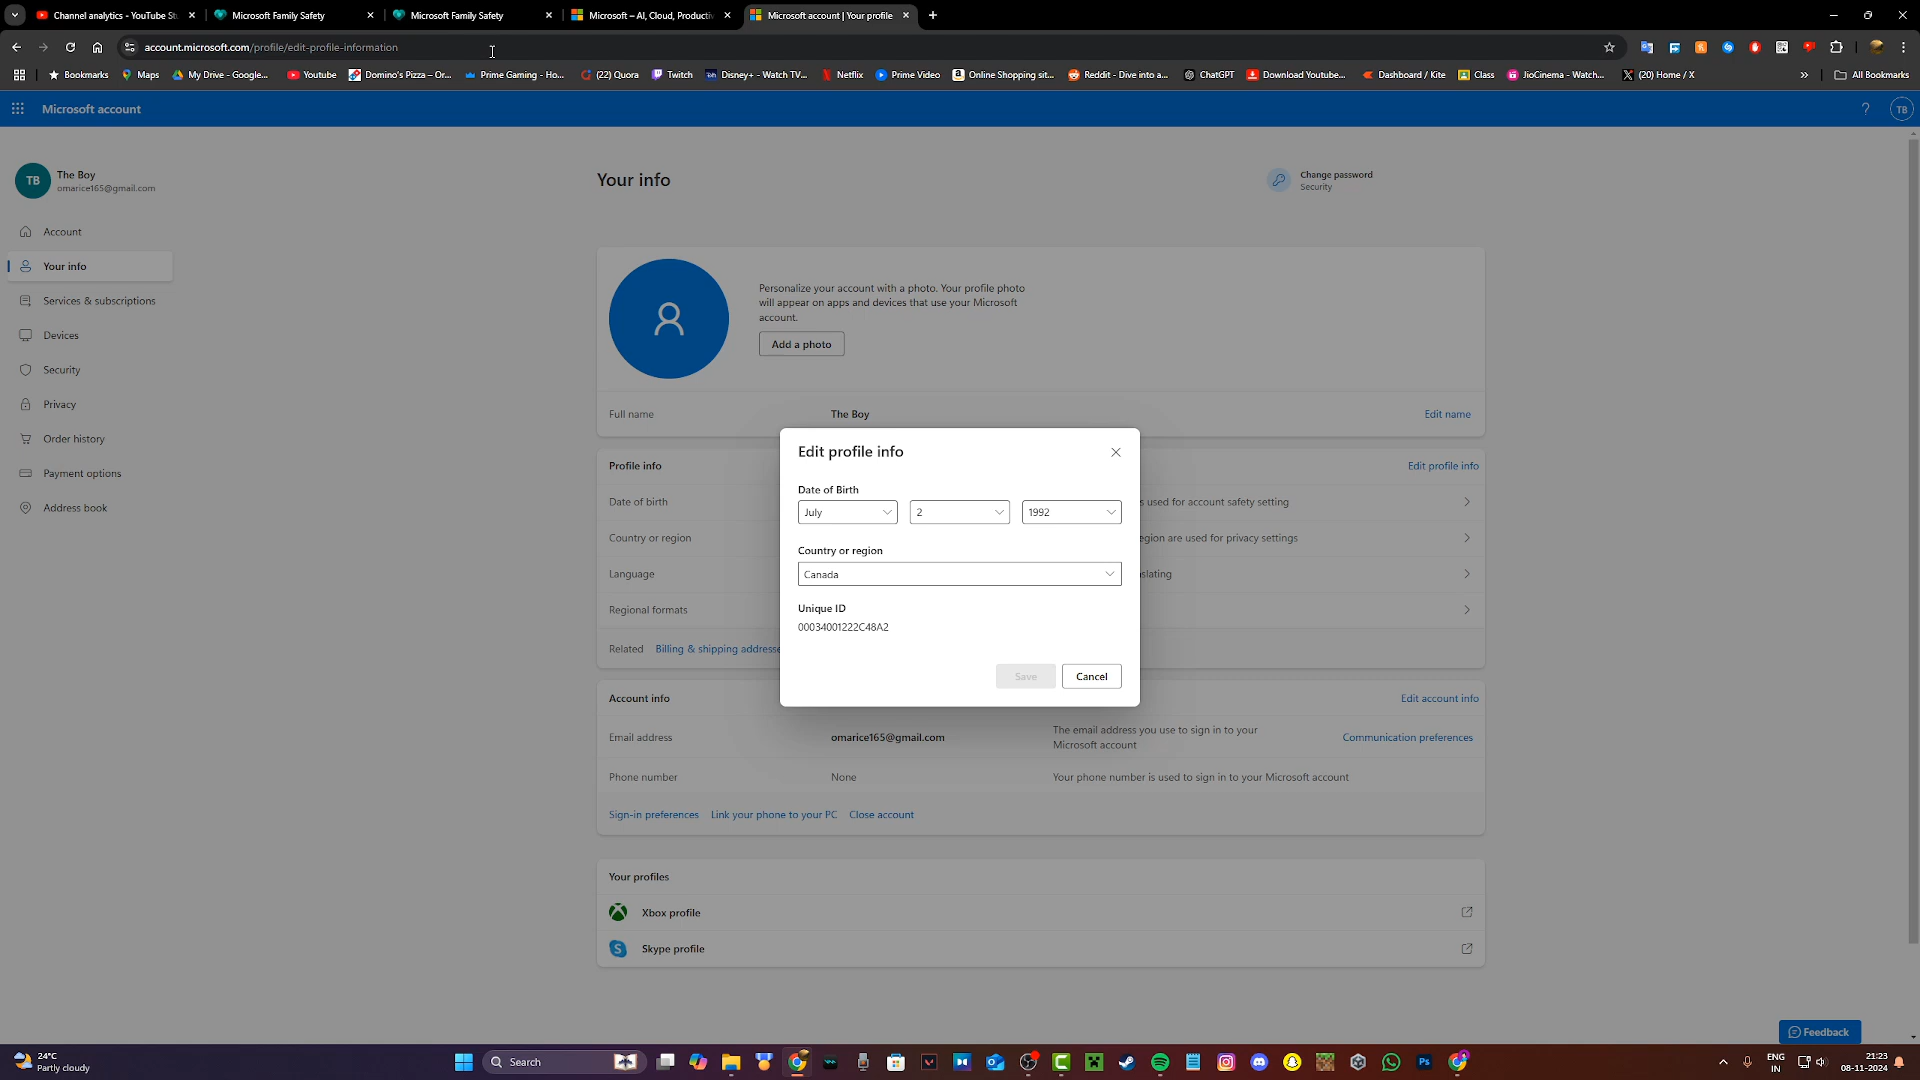 Channel analytics - YouTube St
Microsoft Family Safety
Microsoft Family Safety
Microsoft – AI, Cloud, Productiv
Microsoft account | Your profile
account.microsoft.com/profile/edit-profile-information
Bookmarks
Maps
My Drive - Google...
Youtube
Domino's Pizza – Or...
Prime Gaming - Ho...
(22) Quora
Twitch
Disney+ - Watch TV...
Netflix
Prime Video
Online Shopping sit...
Reddit - Dive into a...
ChatGPT
Download Youtube...
Dashboard / Kite
Class
JioCinema - Watch...
(20) Home / X
»
All Bookmarks
Microsoft account
?
TB
TB
The Boy
omarice165@gmail.com
Account
Your info
Services & subscriptions
Devices
Security
Privacy
Order history
Payment options
Address book
Your info
Change password
Security
Personalize your account with a photo. Your profile photo
will appear on apps and devices that use your Microsoft
account.
Add a photo
Full name
The Boy
Edit name
Profile info
Edit profile info
Date of birth
s used for account safety setting
Country or region
egion are used for privacy settings
Language
slating
Regional formats
Related
Billing & shipping addresse
Edit profile info
Date of Birth
July
2
1992
Country or region
Canada
Unique ID
00034001222C48A2
Save
Cancel
Account info
Edit account info
Email address
omarice165@gmail.com
The email address you use to sign in to your
Microsoft account
Communication preferences
Phone number
None
Your phone number is used to sign in to your Microsoft account
Sign-in preferences
Link your phone to your PC
Close account
Your profiles
Xbox profile
Skype profile
Feedback
24°C
Partly cloudy
Search
Ps
ENG
IN
21:23
08-11-2024